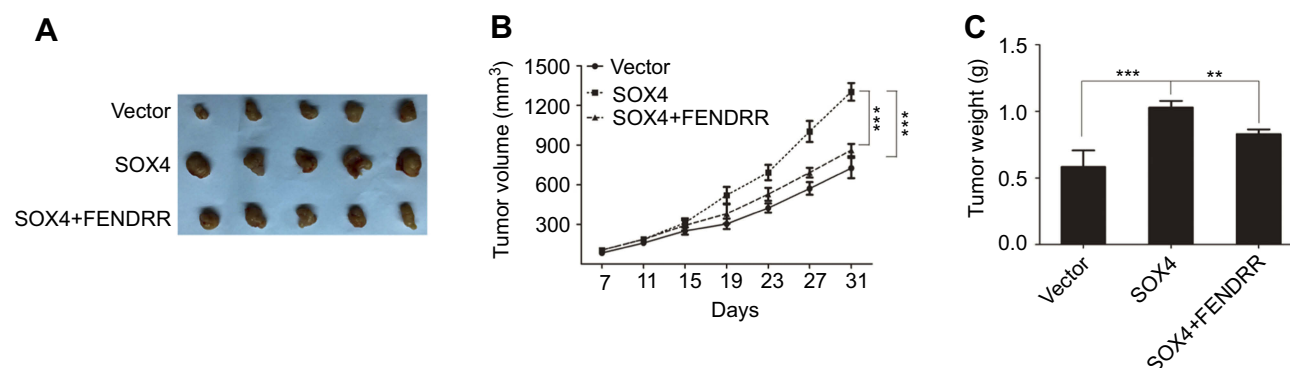 A
Vector
SOX4
SOX4+FENDRR
B
Tumor volume (mm³)
1500
1200
900
600
300
Vector
SOX4
SOX4+FENDRR
***
***
7 11 15 19 23 27 31
Days
C
Tumor weight (g)
1.5
1.0
0.5
0.0
*** **
Vector
SOX4
SOX4+FENDRR